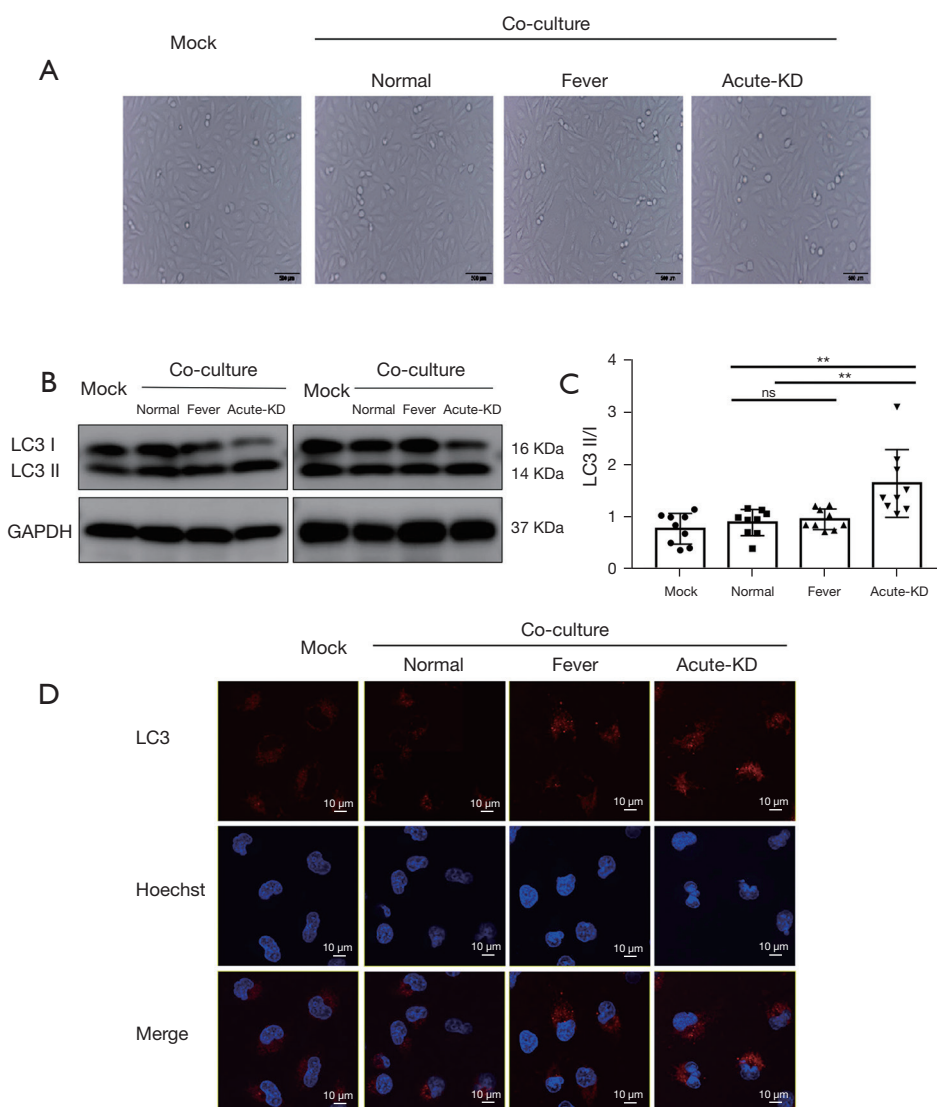 Co-culture
Mock
A
Normal Fever Acute-KD
B
Co-culture
Mock
Normal Fever Acute-KD
LC3 I
LC3 II
GAPDH
Co-culture
Mock
Normal Fever Acute-KD
16 KDa
14 KDa
37 KDa
C
LC3 II/I
4
3
2
1
0
**
**
ns
Mock Normal Fever Acute-KD
Co-culture
Mock
Normal Fever Acute-KD
D
LC3
10 μm 10 μm 10 μm 10 μm
Hoechst
10 μm 10 μm 10 μm 10 μm
Merge
10 μm 10 μm 10 μm 10 μm